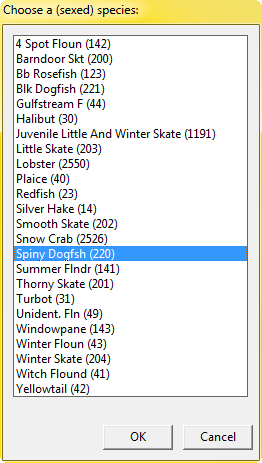 Choose a (sexed) species:
4 Spot Floun (142)
Barndoor Skt (200)
Bb Rosefish (123)
Blk Dogfish (221)
Gulfstream F (44)
Halibut (30)
Juvenile Little And Winter Skate (1191)
Little Skate (203)
Lobster (2550)
Plaice (40)
Redfish (23)
Silver Hake (14)
Smooth Skate (202)
Snow Crab (2526)
Spiny Dogfsh (220)
Summer Flndr (141)
Thorny Skate (201)
Turbot (31)
Unident. Fln (49)
Windowpane (143)
Winter Floun (43)
Winter Skate (204)
Witch Flound (41)
Yellowtail (42)
OK Cancel